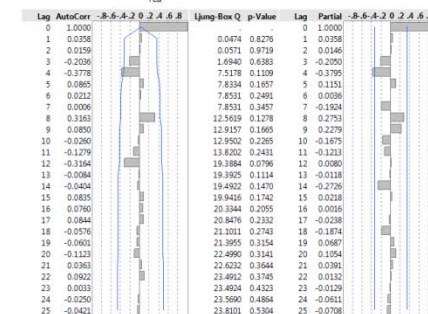 Lag AutoCorr -.8-.6-.4-.2 0 .2 .4 .6 .8 Ljung-Box Q p-Value Lag Partial -.8-.6-.4-.2 0 .2 .4 .6
0 1.0000 . . 0 1.0000
1 0.0358 0.0474 0.8276 1 0.0358
2 0.0159 0.0571 0.9719 2 0.0146
3 -0.2036 1.6940 0.6383 3 -0.2050
4 -0.3778 7.5178 0.1109 4 -0.3795
5 0.0865 7.8334 0.1657 5 0.1151
6 0.0212 7.8531 0.2491 6 0.0036
7 0.0006 7.8531 0.3457 7 -0.1924
8 0.3163 12.5619 0.1278 8 0.2753
9 0.0850 12.9157 0.1665 9 0.2279
10 -0.0260 12.9502 0.2265 10 -0.1675
11 -0.1279 13.8202 0.2431 11 -0.1213
12 -0.3164 19.3884 0.0796 12 0.0080
13 -0.0084 19.3925 0.1114 13 -0.0118
14 -0.0404 19.4922 0.1470 14 -0.2726
15 0.0835 19.9416 0.1742 15 0.0218
16 0.0760 20.3344 0.2055 16 0.0016
17 0.0844 20.8476 0.2332 17 -0.0238
18 -0.0576 21.1011 0.2743 18 -0.1874
19 -0.0601 21.3955 0.3154 19 0.0687
20 -0.1123 22.4990 0.3141 20 0.1054
21 0.0363 22.6232 0.3644 21 0.0391
22 0.0922 23.4912 0.3745 22 0.0132
23 0.0033 23.4924 0.4323 23 -0.0129
24 -0.0250 23.5690 0.4864 24 -0.0611
25 -0.0421 23.8101 0.5304 25 -0.0708